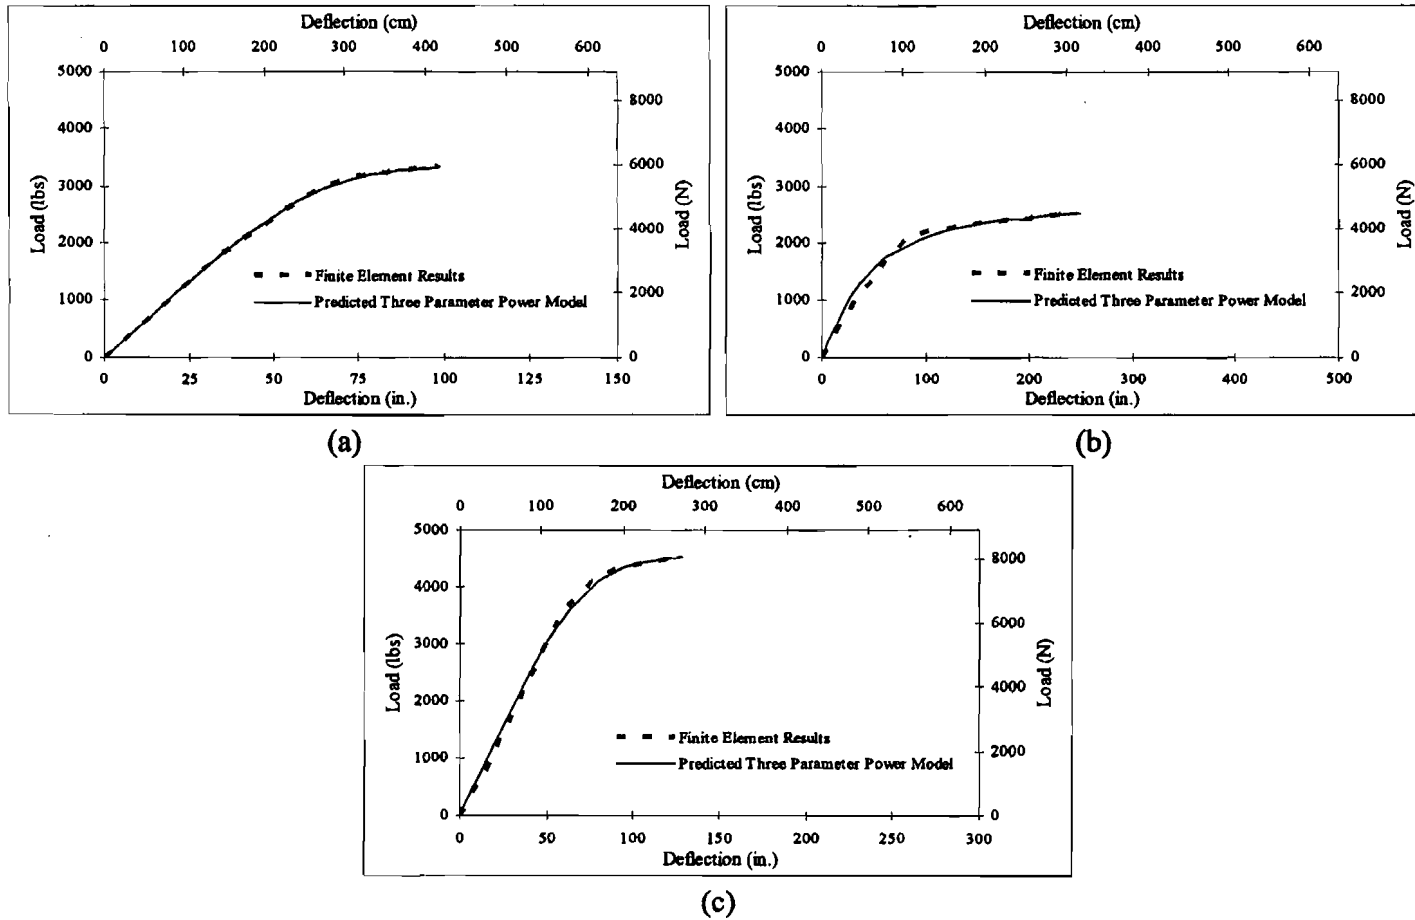 Deflection (cm)
0 100 200 300 400 500 600
5000
4000
3000
2000
1000
0
Load (lbs)
8000
6000
4000
2000
0
Load (N)
Finite Element Results
Predicted Three Parameter Power Model
0 25 50 75 100 125 150
Deflection (in.)
(a)
Deflection (cm)
0 100 200 300 400 500 600
5000
4000
3000
2000
1000
0
Load (lbs)
8000
6000
4000
2000
0
Load (N)
Finite Element Results
Predicted Three Parameter Power Model
0 100 200 300 400 500
Deflection (in.)
(b)
Deflection (cm)
0 100 200 300 400 500 600
5000
4000
3000
2000
1000
0
Load (lbs)
8000
6000
4000
2000
0
Load (N)
Finite Element Results
Predicted Three Parameter Power Model
0 50 100 150 200 250 300
Deflection (in.)
(c)